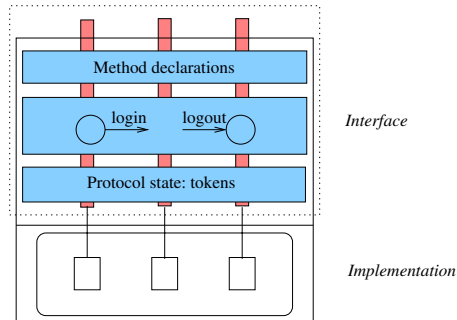 Method declarations
login logout
Interface
Protocol state: tokens
Implementation